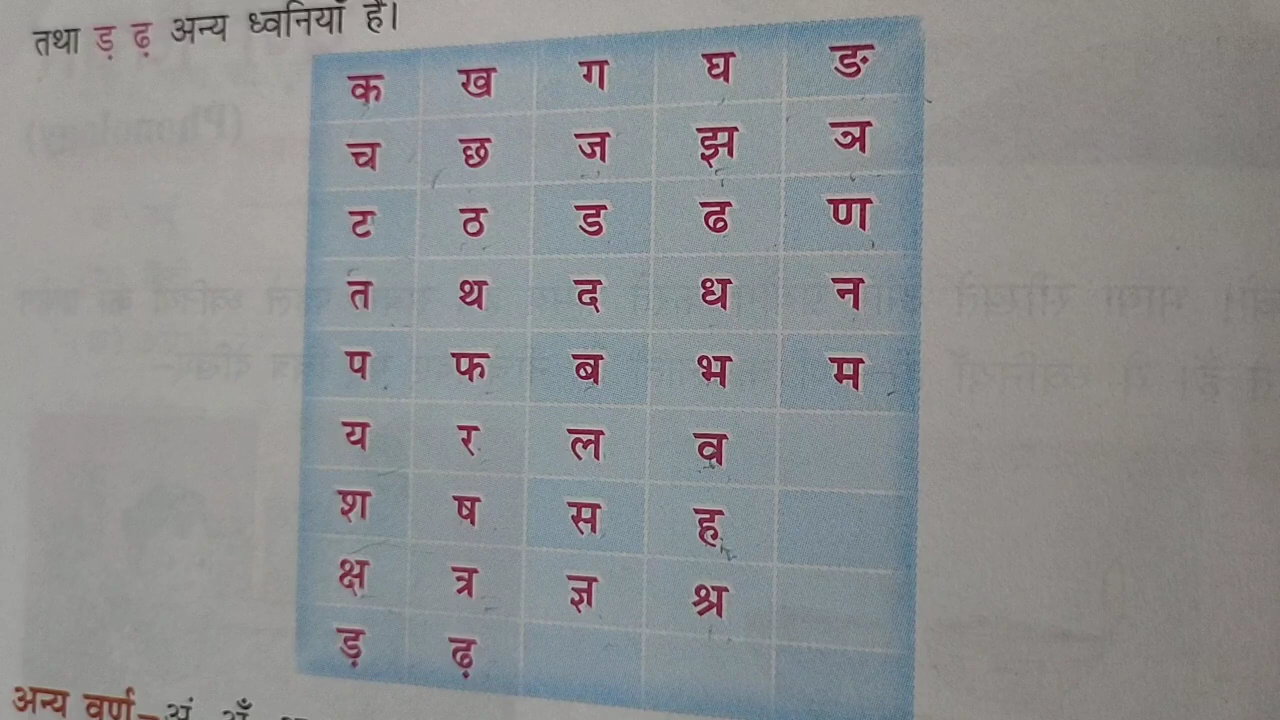 तथा ड़ ढ़ अन्य ध्वनियाँ हैं।
क ख ग घ ङ
च छ ज झ ञ
ट ठ ड ढ ण
त थ द ध न
प फ ब भ म
य र ल व
श ष स ह
क्ष त्र ज्ञ श्र
ड़ ढ़
अन्य वर्ण– अं अँ